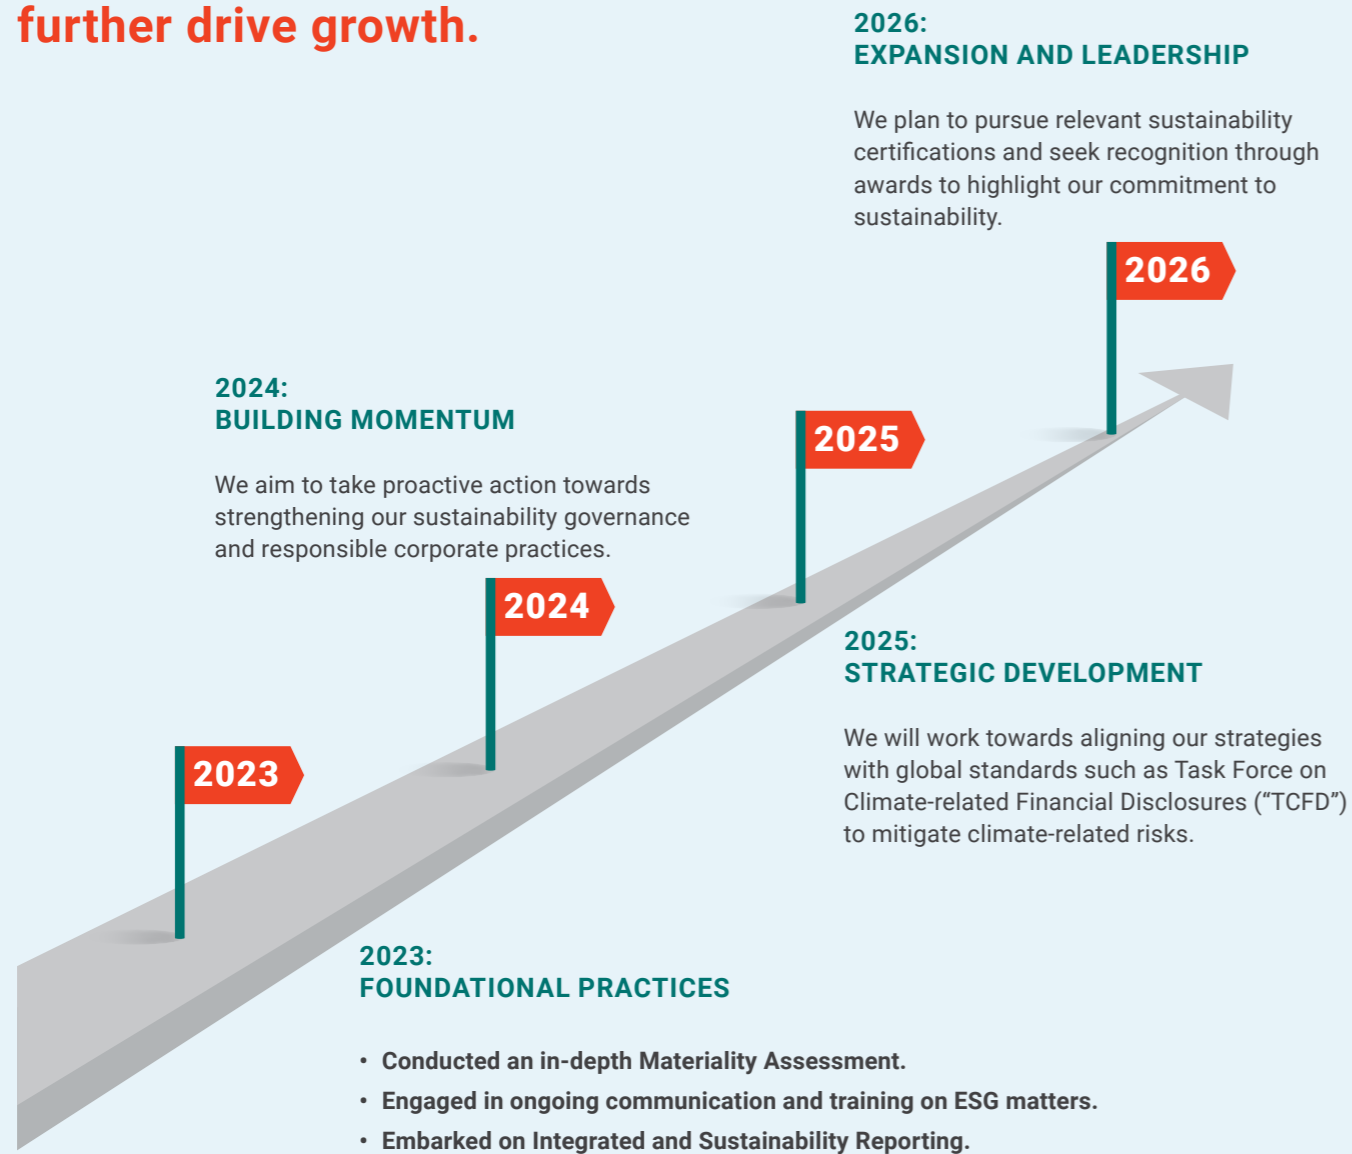 further drive growth.
2026:
EXPANSION AND LEADERSHIP
We plan to pursue relevant sustainability
certifications and seek recognition through
awards to highlight our commitment to
sustainability.
2026
2024:
BUILDING MOMENTUM
We aim to take proactive action towards
strengthening our sustainability governance
and responsible corporate practices.
2025
2024
2025:
STRATEGIC DEVELOPMENT
We will work towards aligning our strategies
with global standards such as Task Force on
Climate-related Financial Disclosures (“TCFD”)
to mitigate climate-related risks.
2023
2023:
FOUNDATIONAL PRACTICES
• Conducted an in-depth Materiality Assessment.
• Engaged in ongoing communication and training on ESG matters.
• Embarked on Integrated and Sustainability Reporting.